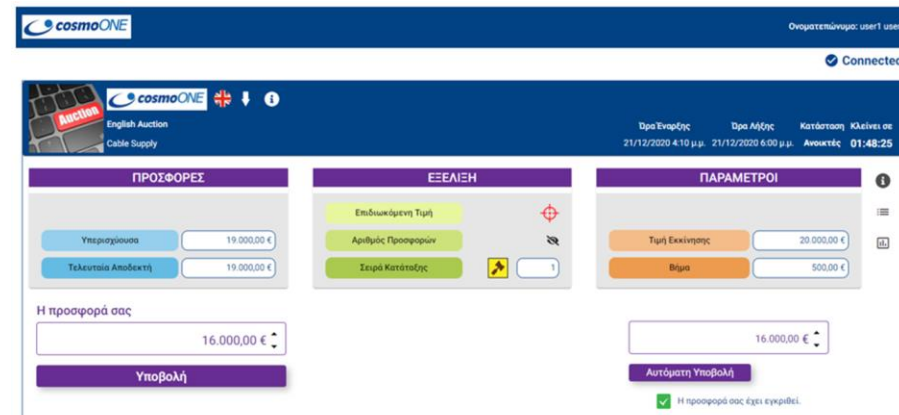 cosmoONE
Ονοματεπώνυμο: user1 user
Connected
Auction
cosmoONE
English Auction
Cable Supply
Ώρα Έναρξης Ώρα Λήξης Κατάσταση Κλείνει σε
21/12/2020 4:10 μ.μ. 21/12/2020 6:00 μ.μ. Ανοικτές 01:48:25
ΠΡΟΣΦΟΡΕΣ ΕΞΕΛΙΞΗ ΠΑΡΑΜΕΤΡΟΙ
Επιδιωκόμενη Τιμή
Υπερισχύουσα 19.000,00 € Αριθμός Προσφορών Τιμή Εκκίνησης 20.000,00 €
Τελευταία Αποδεκτή 19.000,00 € Σειρά Κατάταξης 1 Βήμα 500,00 €
Η προσφορά σας
16.000,00 € 16.000,00 €
Υποβολή Αυτόματη Υποβολή
Η προσφορά σας έχει εγκριθεί.